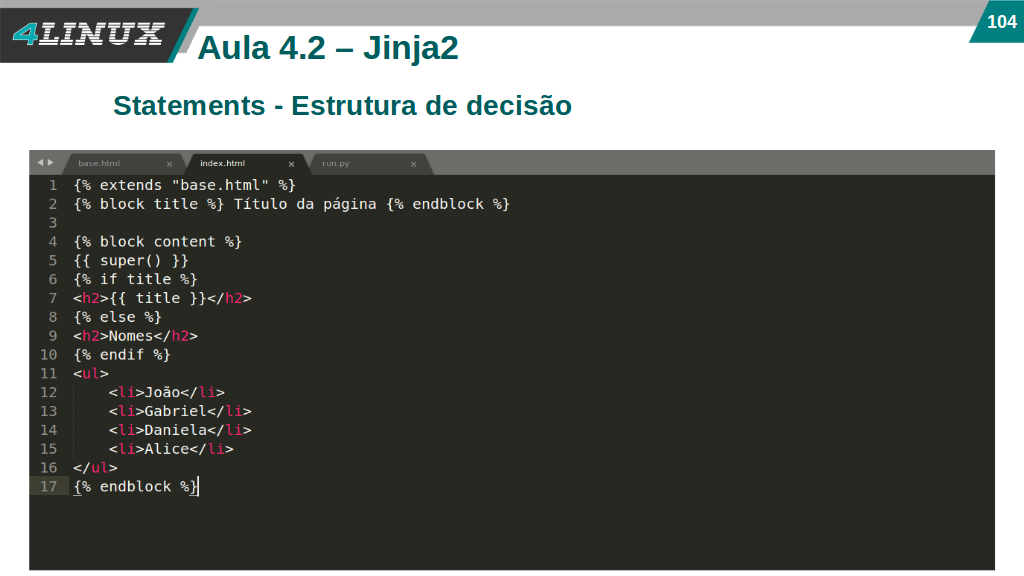 4LINUX
104
Aula 4.2 – Jinja2
Statements - Estrutura de decisão
base.html ×
index.html ×
run.py ×
1 {% extends "base.html" %}
2 {% block title %} Título da página {% endblock %}
3
4 {% block content %}
5 {{ super() }}
6 {% if title %}
7 <h2>{{ title }}</h2>
8 {% else %}
9 <h2>Nomes</h2>
10 {% endif %}
11 <ul>
12     <li>João</li>
13     <li>Gabriel</li>
14     <li>Daniela</li>
15     <li>Alice</li>
16 </ul>
17 {% endblock %}